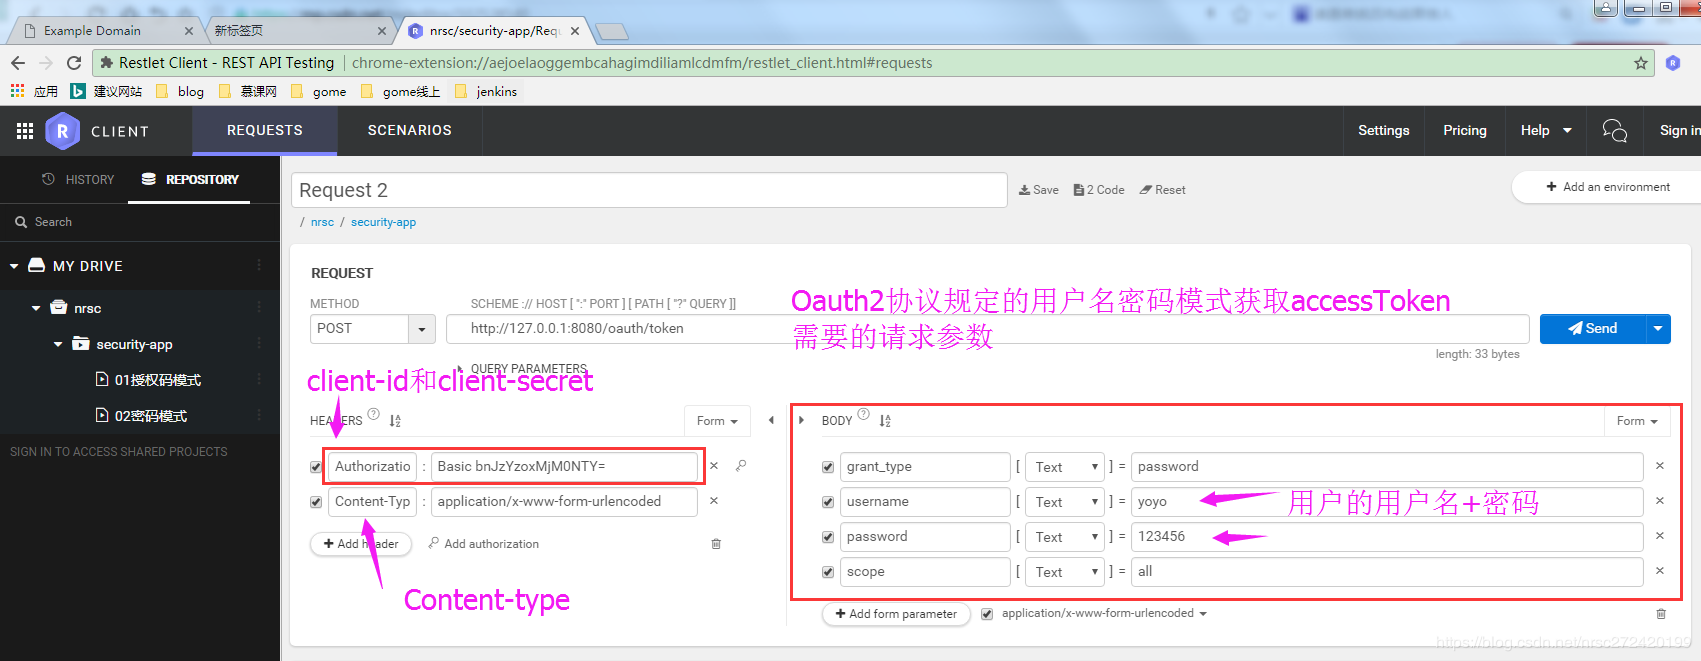 Example Domain
新标签页
nrsc/security-app/Requ
Restlet Client - REST API Testing
chrome-extension://aejoelaoggembcahagimdiliamlcdmfm/restlet_client.html#requests
应用 建议网站 blog 慕课网 gome gome线上 jenkins
R CLIENT REQUESTS SCENARIOS Settings Pricing Help Sign in
HISTORY REPOSITORY
Search
MY DRIVE
nrsc
security-app
01授权码模式
02密码模式
SIGN IN TO ACCESS SHARED PROJECTS
Request 2 Save 2 Code Reset + Add an environment
/ nrsc / security-app
REQUEST
METHOD SCHEME :// HOST [ ":" PORT ] [ PATH [ "?" QUERY ]]
POST http://127.0.0.1:8080/oauth/token Send
Oauth2协议规定的用户名密码模式获取accessToken
需要的请求参数
length: 33 bytes
QUERY PARAMETERS
client-id和client-secret
HEADERS ? Form
Authorizatio : Basic bnJzYzoxMjM0NTY= ×
Content-Typ : application/x-www-form-urlencoded ×
+ Add header Add authorization
Content-type
BODY ? Form
grant_type [ Text ] = password ×
username [ Text ] = yoyo ×
用户的用户名+密码
password [ Text ] = 123456 ×
scope [ Text ] = all ×
+ Add form parameter application/x-www-form-urlencoded
https://blog.csdn.net/nrsc272420199